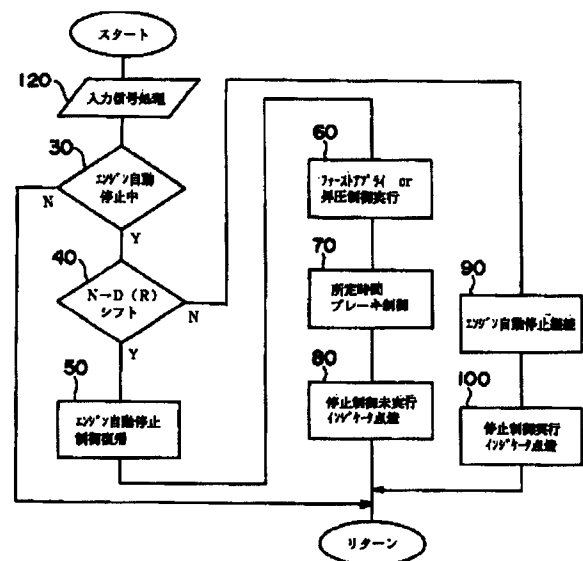 スタート
120
入力信号処理
30
エンジン自動
停止中
N
Y
40
N→D(R)
シフト
N
Y
50
エンジン自動停止
制御復帰
60
ファーストアプライ or
昇圧制御実行
70
所定時間
ブレーキ制御
80
停止制御未実行
インジケータ点燈
90
エンジン自動停止継続
100
停止制御実行
インジケータ点燈
リターン